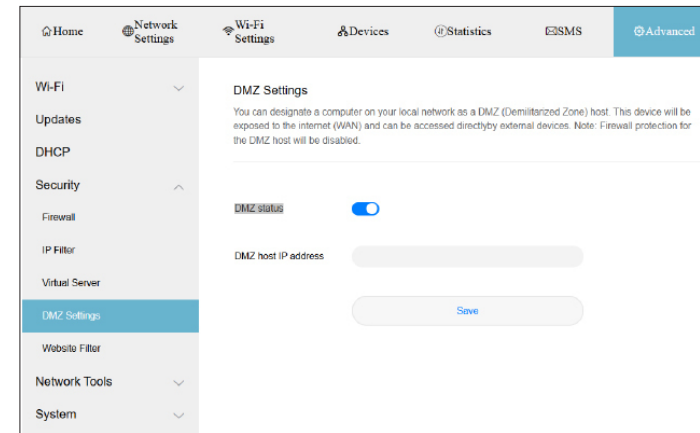 Home
Network
Settings
Wi-Fi
Settings
Devices
Statistics
SMS
Advanced
Wi-Fi
Updates
DHCP
Security
Firewall
IP Filter
Virtual Server
DMZ Settings
Website Filter
Network Tools
System
DMZ Settings
You can designate a computer on your local network as a DMZ (Demilitarized Zone) host. This device will be
exposed to the internet (WAN) and can be accessed directlyby external devices. Note: Firewall protection for
the DMZ host will be disabled.
DMZ status
DMZ host IP address
Save